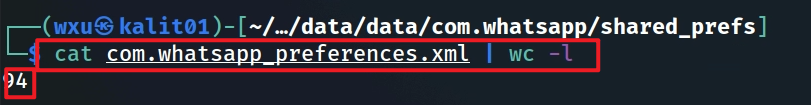 ┌──(wxu㉿kalit01)-[~/…/data/data/com.whatsapp/shared_prefs]
└─$ cat com.whatsapp_preferences.xml | wc -l
94